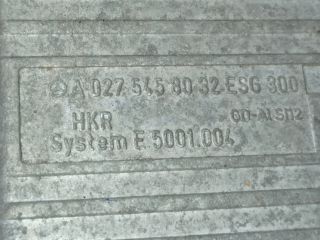 A 027 545 80 32 ESG 300
HKR GD-AlSi12
System E 5001.004